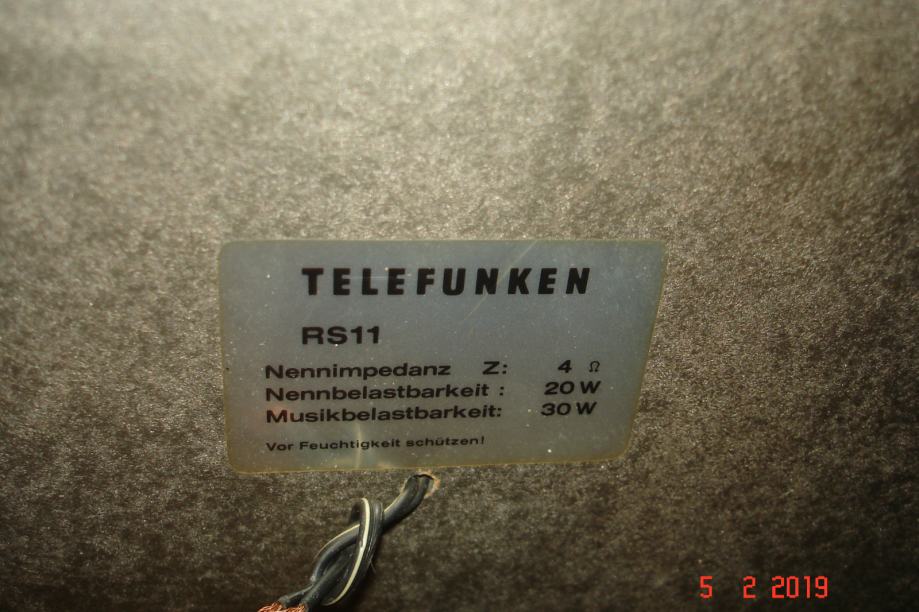 TELEFUNKEN
RS11
Nennimpedanz Z: 4 Ω
Nennbelastbarkeit : 20 W
Musikbelastbarkeit: 30 W
Vor Feuchtigkeit schützen!
5 2 2019